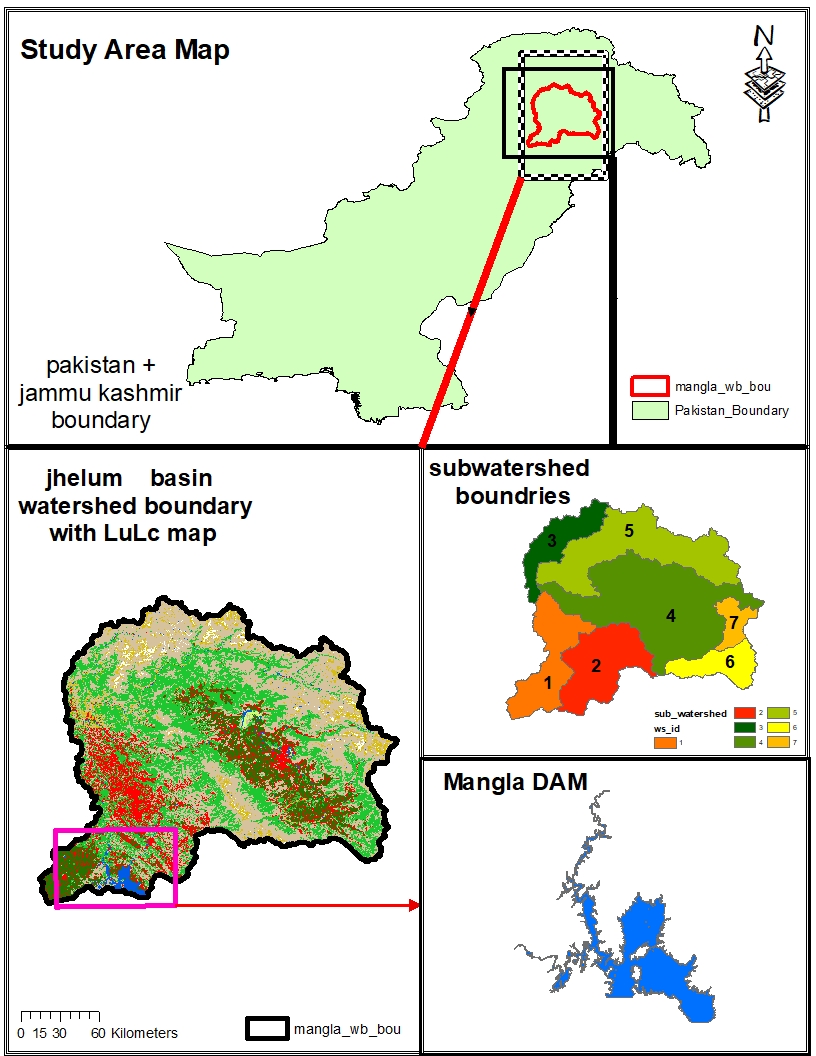 Study Area Map
N
pakistan +
jammu kashmir
boundary
mangla_wb_bou
Pakistan_Boundary
jhelum basin
watershed boundary
with LuLc map
0 15 30 60 Kilometers
mangla_wb_bou
subwatershed
boundries
3
5
4
7
2
6
1
sub_watershed
ws_id
1
2
3
4
5
6
7
Mangla DAM